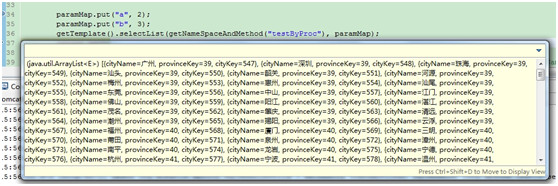 33
paramMap.put("a", 2);
paramMap.put("b", 3);
35
getTemplate().selectList(getNameSpaceAndMethod("testByProc"), paramMap);
36
39
(java.util.ArrayList<E>) [{cityName=广州, provinceKey=39, cityKey=547}, {cityName=深圳, provinceKey=39, cityKey=548}, {cityName=珠海, provinceKey=39,
cityKey=549}, {cityName=汕头, provinceKey=39, cityKey=550}, {cityName=韶关, provinceKey=39, cityKey=551}, {cityName=河源, provinceKey=39,
cityKey=552}, {cityName=梅州, provinceKey=39, cityKey=553}, {cityName=惠州, provinceKey=39, cityKey=554}, {cityName=汕尾, provinceKey=39,
cityKey=555}, {cityName=东莞, provinceKey=39, cityKey=556}, {cityName=中山, provinceKey=39, cityKey=557}, {cityName=江门, provinceKey=39,
cityKey=558}, {cityName=佛山, provinceKey=39, cityKey=559}, {cityName=阳江, provinceKey=39, cityKey=560}, {cityName=湛江, provinceKey=39,
cityKey=561}, {cityName=茂名, provinceKey=39, cityKey=562}, {cityName=肇庆, provinceKey=39, cityKey=563}, {cityName=清远, provinceKey=39,
cityKey=564}, {cityName=潮州, provinceKey=39, cityKey=565}, {cityName=揭阳, provinceKey=39, cityKey=566}, {cityName=云浮, provinceKey=39,
cityKey=567}, {cityName=福州, provinceKey=40, cityKey=568}, {cityName=厦门, provinceKey=40, cityKey=569}, {cityName=三明, provinceKey=40,
cityKey=570}, {cityName=莆田, provinceKey=40, cityKey=571}, {cityName=泉州, provinceKey=40, cityKey=572}, {cityName=漳州, provinceKey=40,
cityKey=573}, {cityName=南平, provinceKey=40, cityKey=574}, {cityName=龙岩, provinceKey=40, cityKey=575}, {cityName=宁德, provinceKey=40,
cityKey=576}, {cityName=杭州, provinceKey=41, cityKey=577}, {cityName=宁波, provinceKey=41, cityKey=578}, {cityName=温州, provinceKey=41,
Press Ctrl+Shift+D to Move to Display View